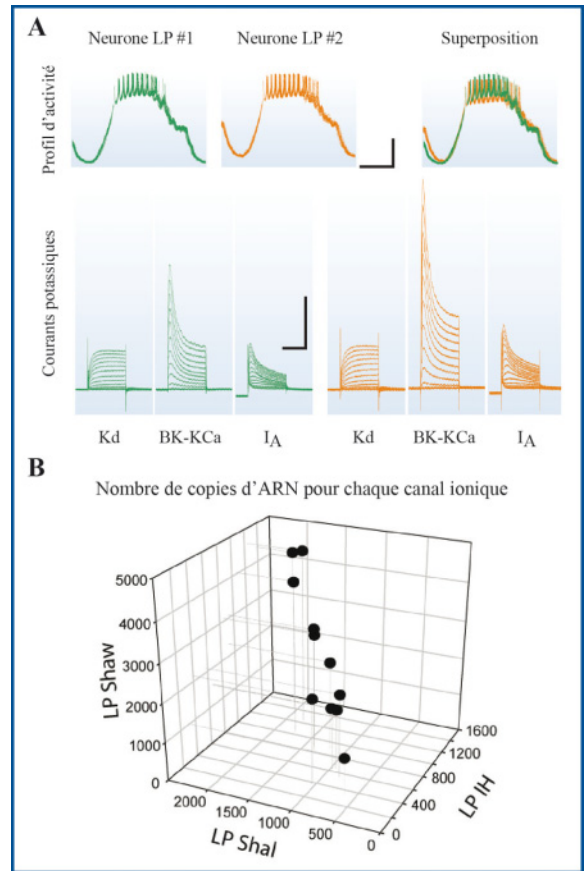 A
Neurone LP #1
Neurone LP #2
Superposition
Profil d'activité
Courants potassiques
Kd
BK-KCa
IA
Kd
BK-KCa
IA
B
Nombre de copies d'ARN pour chaque canal ionique
LP Shaw
5000
4000
3000
2000
1000
0
LP Shal
2000
1500
1000
500
0
LP IH
1600
1200
800
400
0